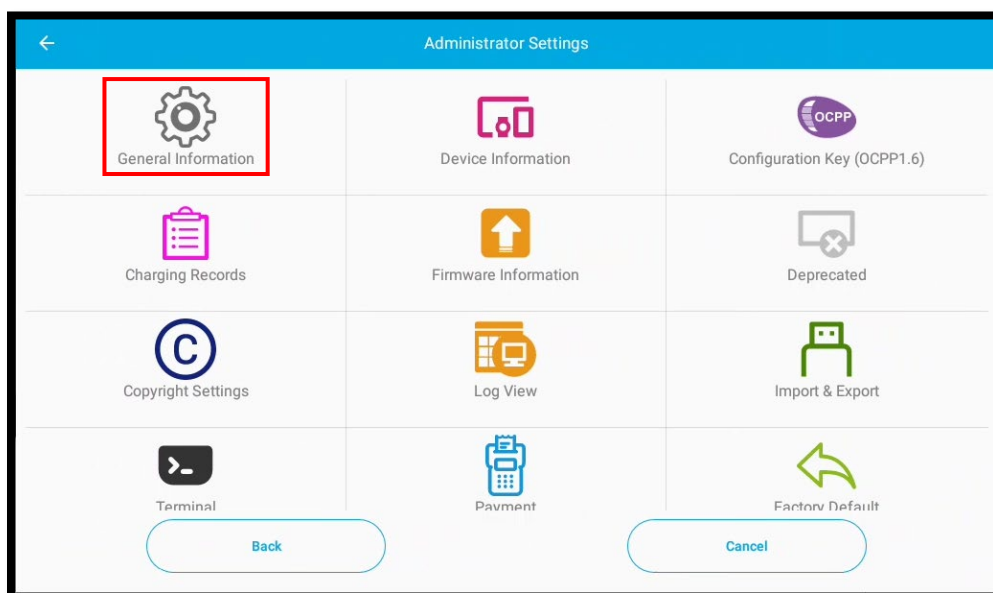 Administrator Settings
General Information
Device Information
OCPP
Configuration Key (OCPP1.6)
Charging Records
Firmware Information
Deprecated
C
Copyright Settings
Log View
Import & Export
>_
Terminal
Payment
Factory Default
Back
Cancel